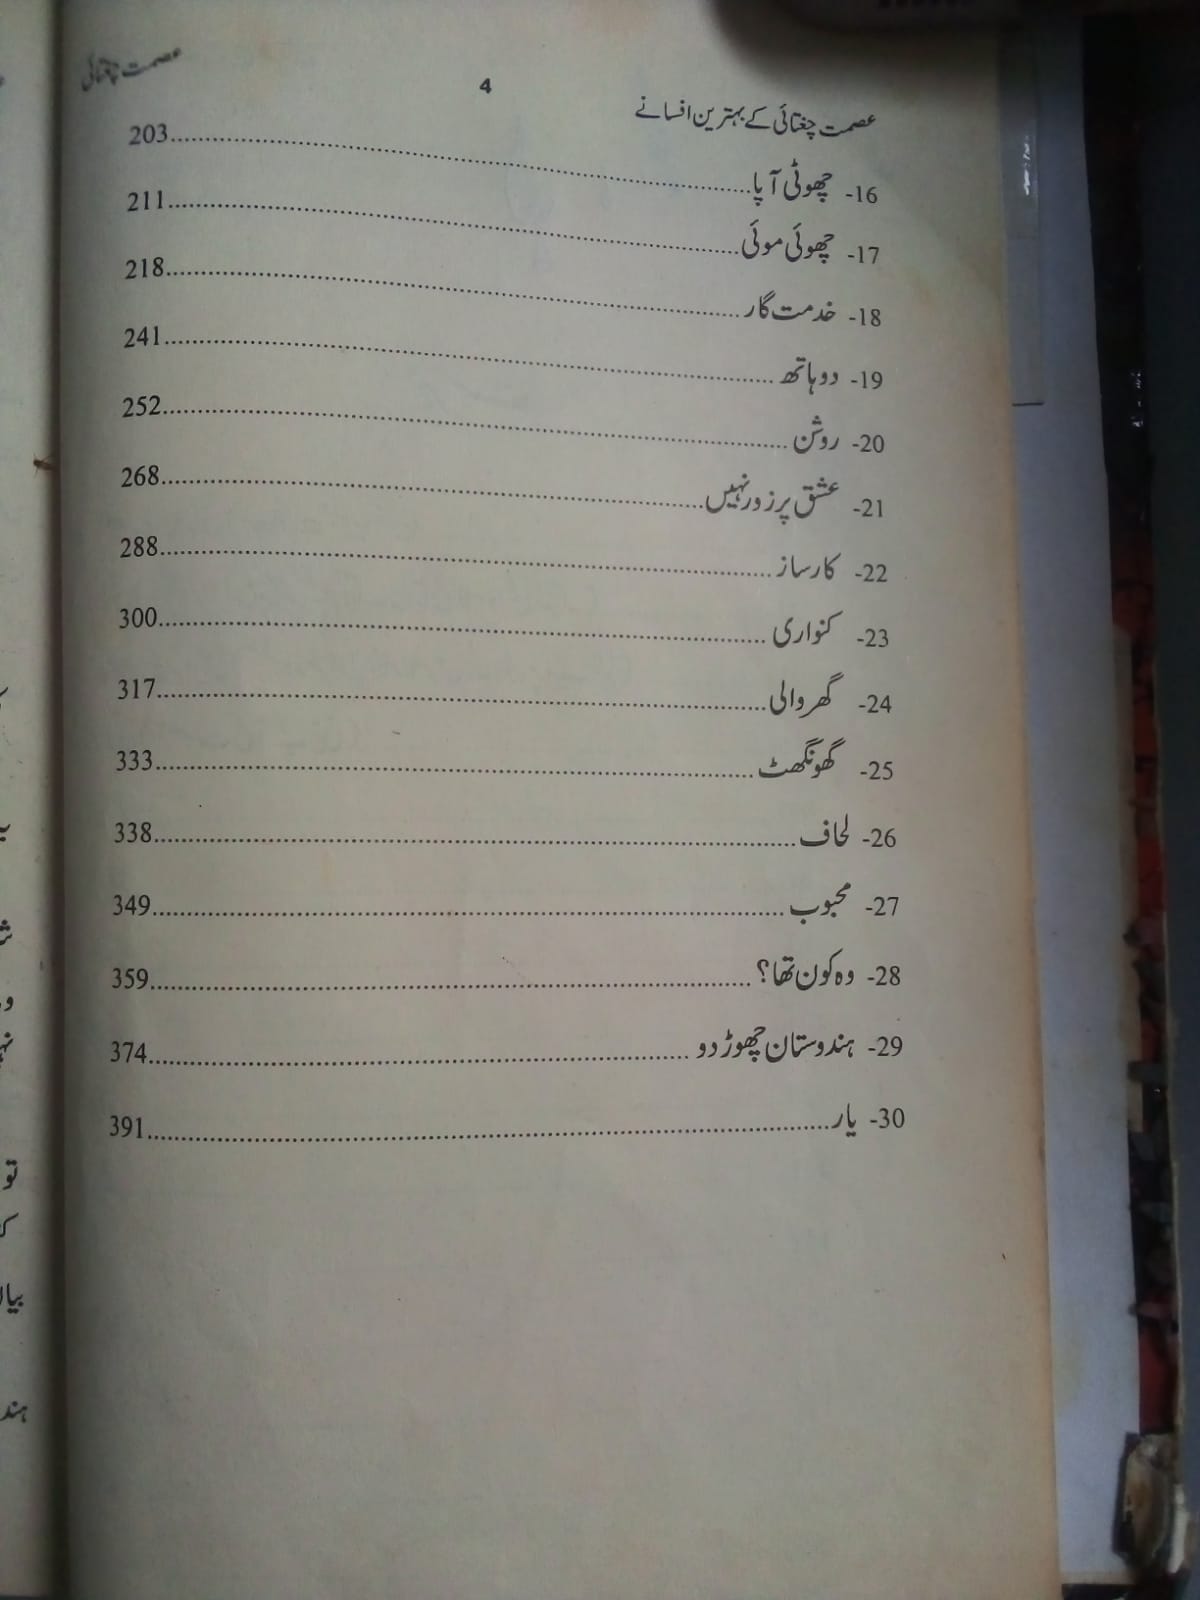 عصمت چغتائی کے بہترین افسانے 4 عصمت چغتائی
16- چھوٹی آپا 203
17- چھوئی موئی 211
18- خدمت گار 218
19- دو ہاتھ 241
20- روشن 252
21- عشق پر زور نہیں 268
22- کارساز 288
23- کنواری 300
24- گھر والی 317
25- گھونگھٹ 333
26- لحاف 338
27- محبوب 349
28- وہ کون تھا؟ 359
29- ہندوستان چھوڑ دو 374
30- یار 391